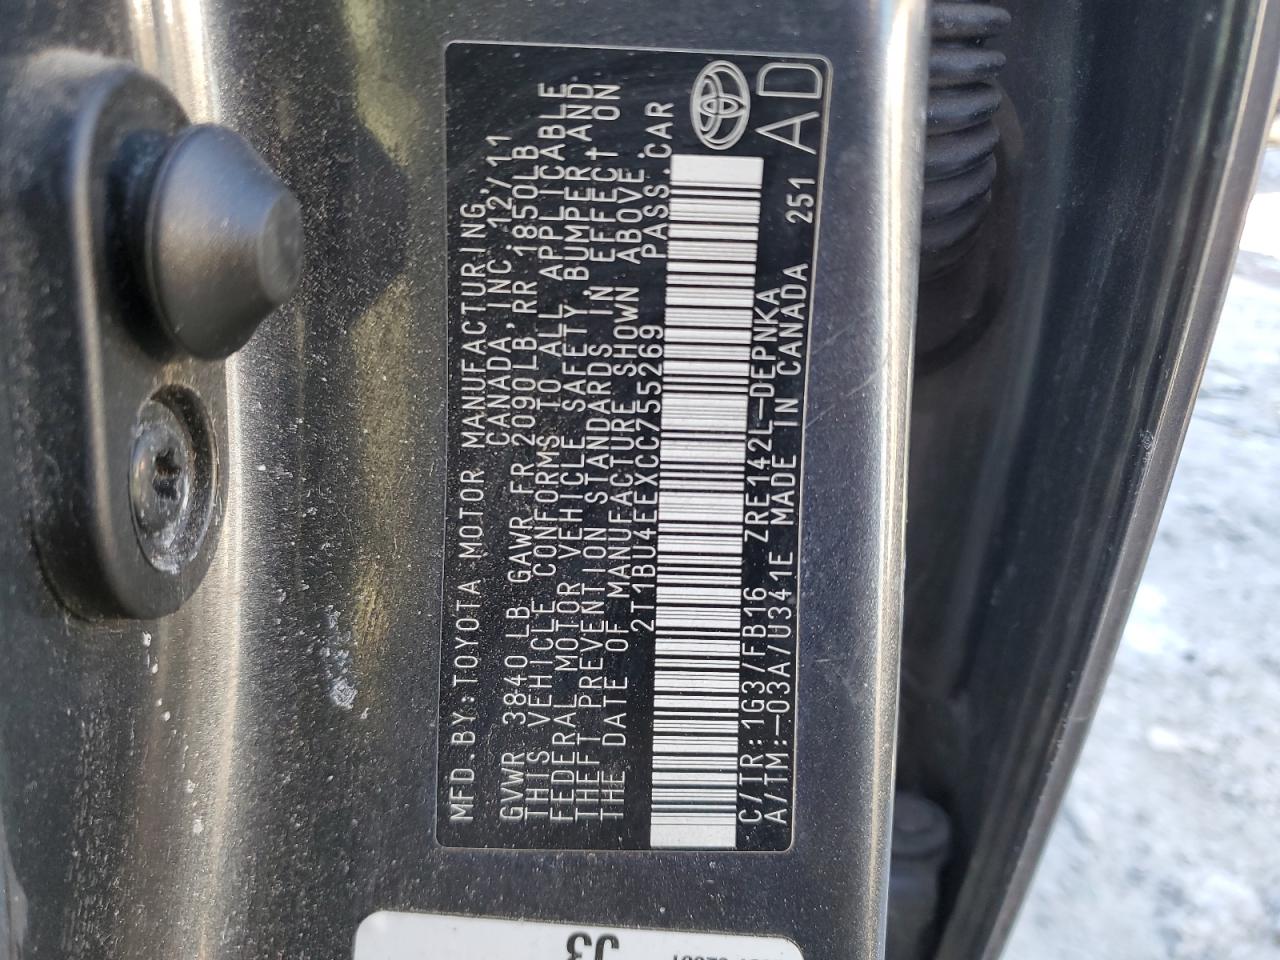 MFD.BY:TOYOTA MOTOR MANUFACTURING,
CANADA,INC.12/11
GVWR 3840 LB GAWR FR 2090LB,RR 1850LB
THIS VEHICLE CONFORMS TO ALL APPLICABLE
FEDERAL MOTOR VEHICLE SAFETY,BUMPER,AND
THEFT PREVENTION STANDARDS IN EFFECT ON
THE DATE OF MANUFACTURE SHOWN ABOVE.
2T1BU4EEXCC755269 PASS.CAR
C/TR:1G3/FB16 ZRE142L-DEPNKA
A/TM:-03A/U341E MADE IN CANADA 251
AD
J3